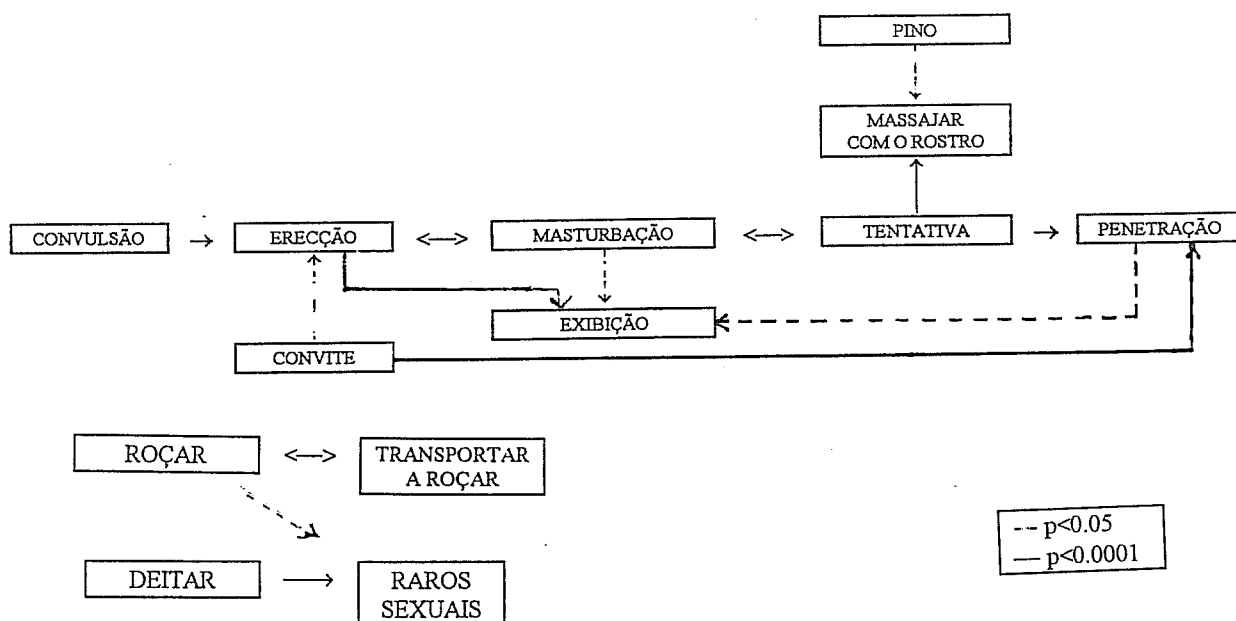 PINO
MASSAJAR
COM O ROSTRO
CONVULSÃO
ERECÇÃO
MASTURBAÇÃO
TENTATIVA
PENETRAÇÃO
EXIBIÇÃO
CONVITE
ROÇAR
TRANSPORTAR
A ROÇAR
DEITAR
RAROS
SEXUAIS
--- p<0.05
— p<0.0001